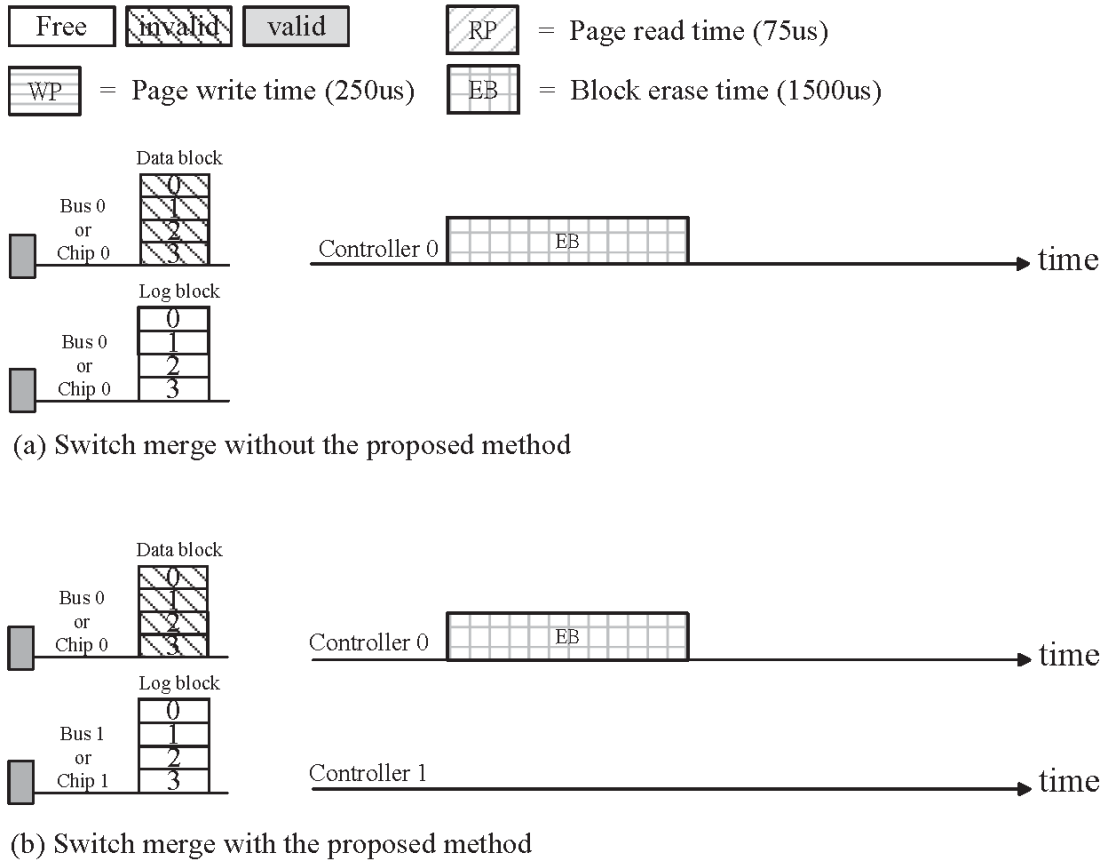 Free invalid valid RP = Page read time (75us)
WP = Page write time (250us) EB = Block erase time (1500us)
Data block
0
1
2
3
Bus 0
or
Chip 0
Controller 0 EB time
Log block
0
1
2
3
Bus 0
or
Chip 0
(a) Switch merge without the proposed method
Data block
0
1
2
3
Bus 0
or
Chip 0
Controller 0 EB time
Log block
0
1
2
3
Bus 1
or
Chip 1
Controller 1 time
(b) Switch merge with the proposed method